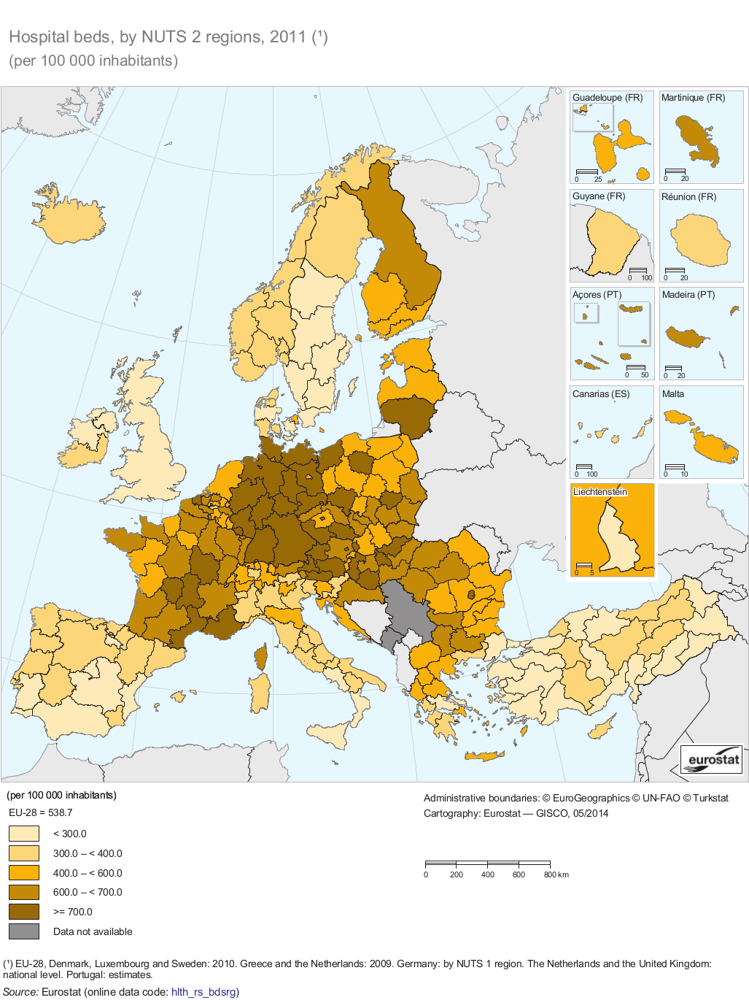 Hospital beds, by NUTS 2 regions, 2011 (¹)
(per 100 000 inhabitants)
Guadeloupe (FR)
0 25
Martinique (FR)
0 20
Guyane (FR)
0 100
Réunion (FR)
0 20
Açores (PT)
0 50
Madeira (PT)
0 20
Canarias (ES)
0 100
Malta
0 10
Liechtenstein
0 5
eurostat
(per 100 000 inhabitants)
EU-28 = 538.7
< 300.0
300.0 – < 400.0
400.0 – < 600.0
600.0 – < 700.0
>= 700.0
Data not available
Administrative boundaries: © EuroGeographics © UN-FAO © Turkstat
Cartography: Eurostat — GISCO, 05/2014
0 200 400 600 800 km
(¹) EU-28, Denmark, Luxembourg and Sweden: 2010. Greece and the Netherlands: 2009. Germany: by NUTS 1 region. The Netherlands and the United Kingdom:
national level. Portugal: estimates.
Source: Eurostat (online data code: hlth_rs_bdsrg)